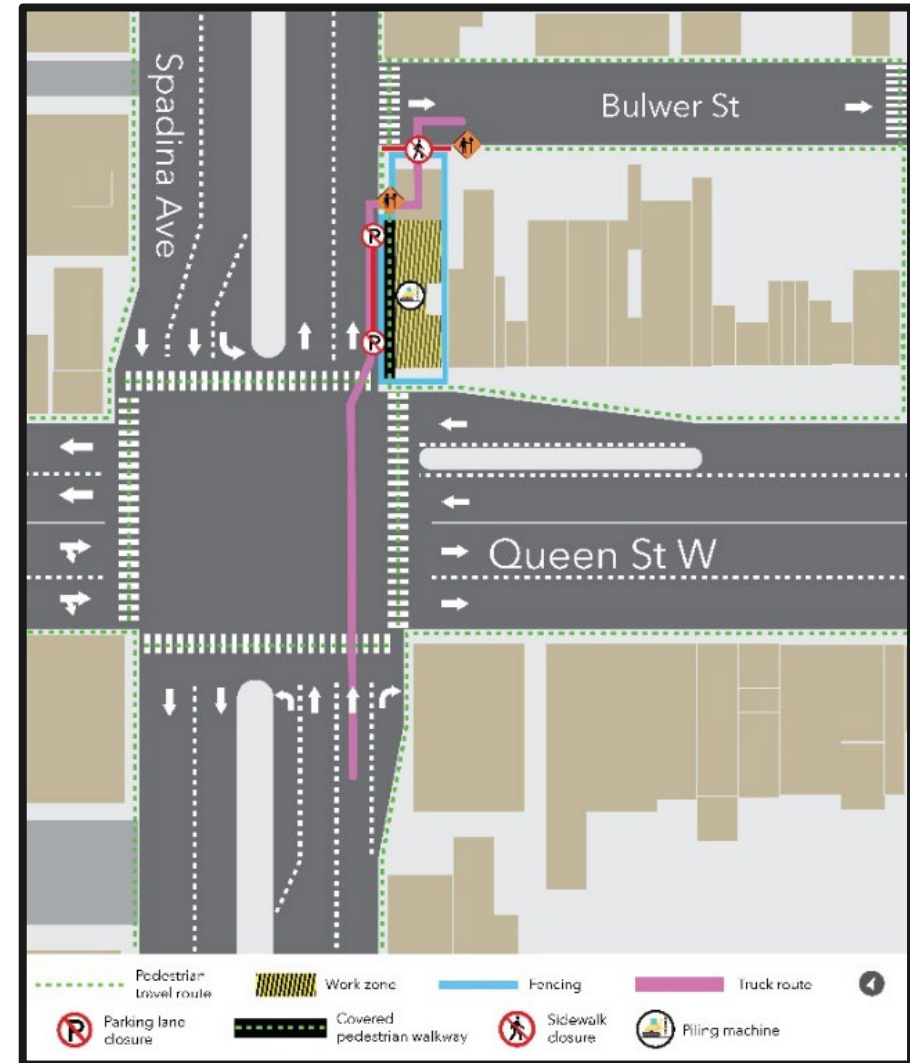 Spadina Ave
Bulwer St
Queen St W
Pedestrian
travel route
Work zone
Fencing
Truck route
Parking lane
closure
Covered
pedestrian walkway
Sidewalk
closure
Piling machine